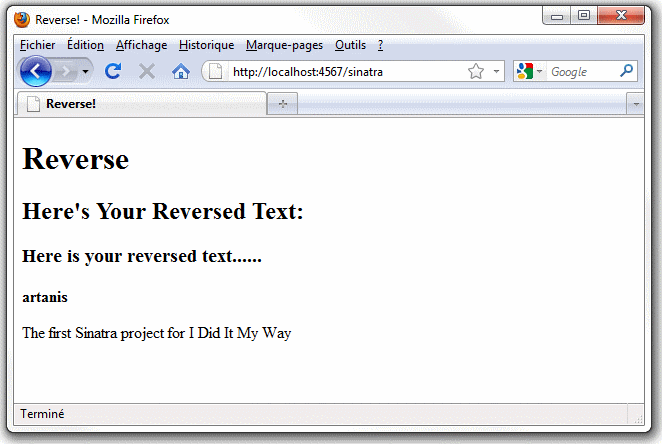 Reverse! - Mozilla Firefox
Fichier Édition Affichage Historique Marque-pages Outils ?
http://localhost:4567/sinatra
Google
Reverse!
Reverse
Here's Your Reversed Text:
Here is your reversed text......
artanis
The first Sinatra project for I Did It My Way
Terminé